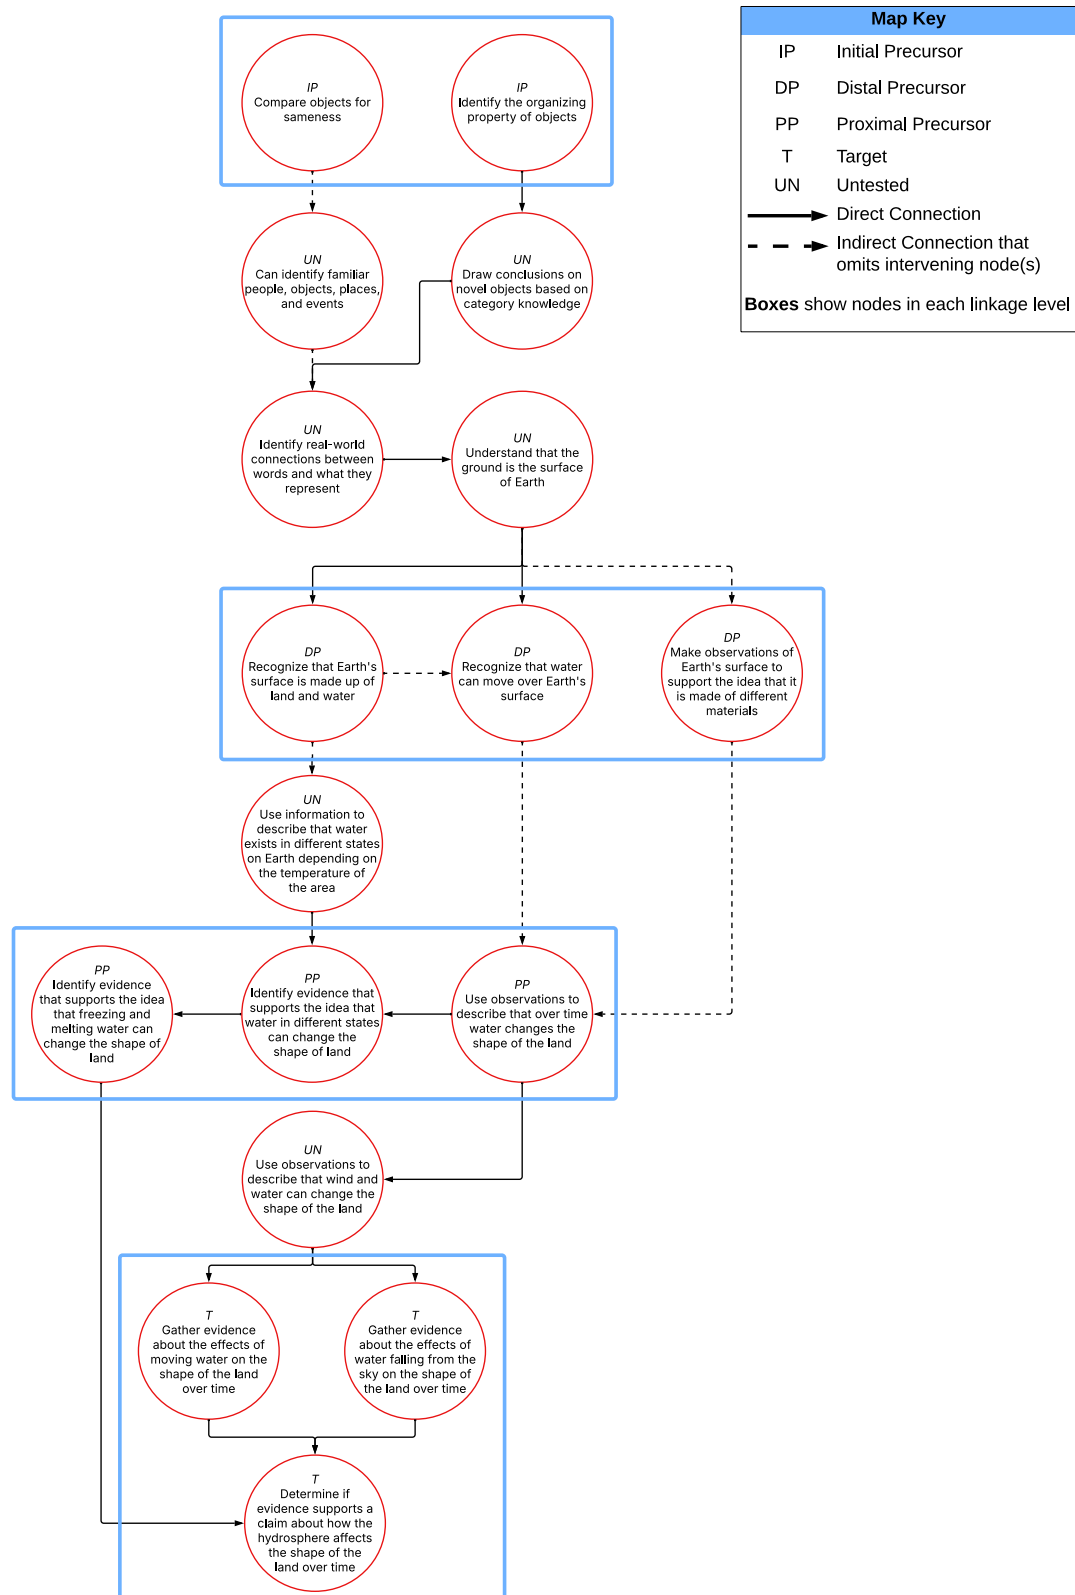 Map Key
IP Initial Precursor
DP Distal Precursor
PP Proximal Precursor
T Target
UN Untested
Direct Connection
Indirect Connection that
omits intervening node(s)
Boxes show nodes in each linkage level
IP
Compare objects for
sameness
IP
Identify the organizing
property of objects
UN
Can identify familiar
people, objects, places,
and events
UN
Draw conclusions on
novel objects based on
category knowledge
UN
Identify real-world
connections between
words and what they
represent
UN
Understand that the
ground is the surface
of Earth
DP
Recognize that Earth's
surface is made up of
land and water
DP
Recognize that water
can move over Earth's
surface
DP
Make observations of
Earth's surface to
support the idea that it
is made of different
materials
UN
Use information to
describe that water
exists in different states
on Earth depending on
the temperature of
the area
PP
Identify evidence
that supports the idea
that freezing and
melting water can
change the shape of
land
PP
Identify evidence that
supports the idea that
water in different states
can change the
shape of land
PP
Use observations to
describe that over time
water changes the
shape of the land
UN
Use observations to
describe that wind and
water can change the
shape of the land
T
Gather evidence
about the effects of
moving water on the
shape of the land
over time
T
Gather evidence
about the effects of
water falling from the
sky on the shape of
the land over time
T
Determine if
evidence supports a
claim about how the
hydrosphere affects
the shape of the
land over time